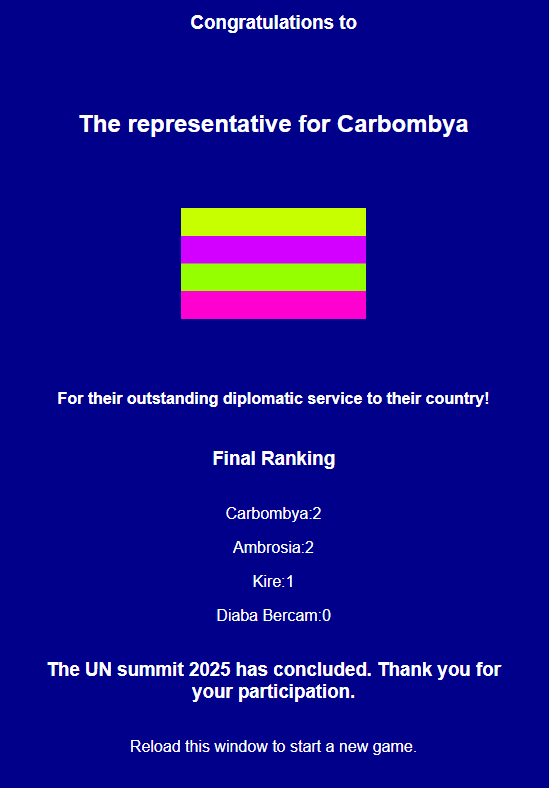 Congratulations to
The representative for Carbombya
For their outstanding diplomatic service to their country!
Final Ranking
Carbombya:2
Ambrosia:2
Kire:1
Diaba Bercam:0
The UN summit 2025 has concluded. Thank you for
your participation.
Reload this window to start a new game.